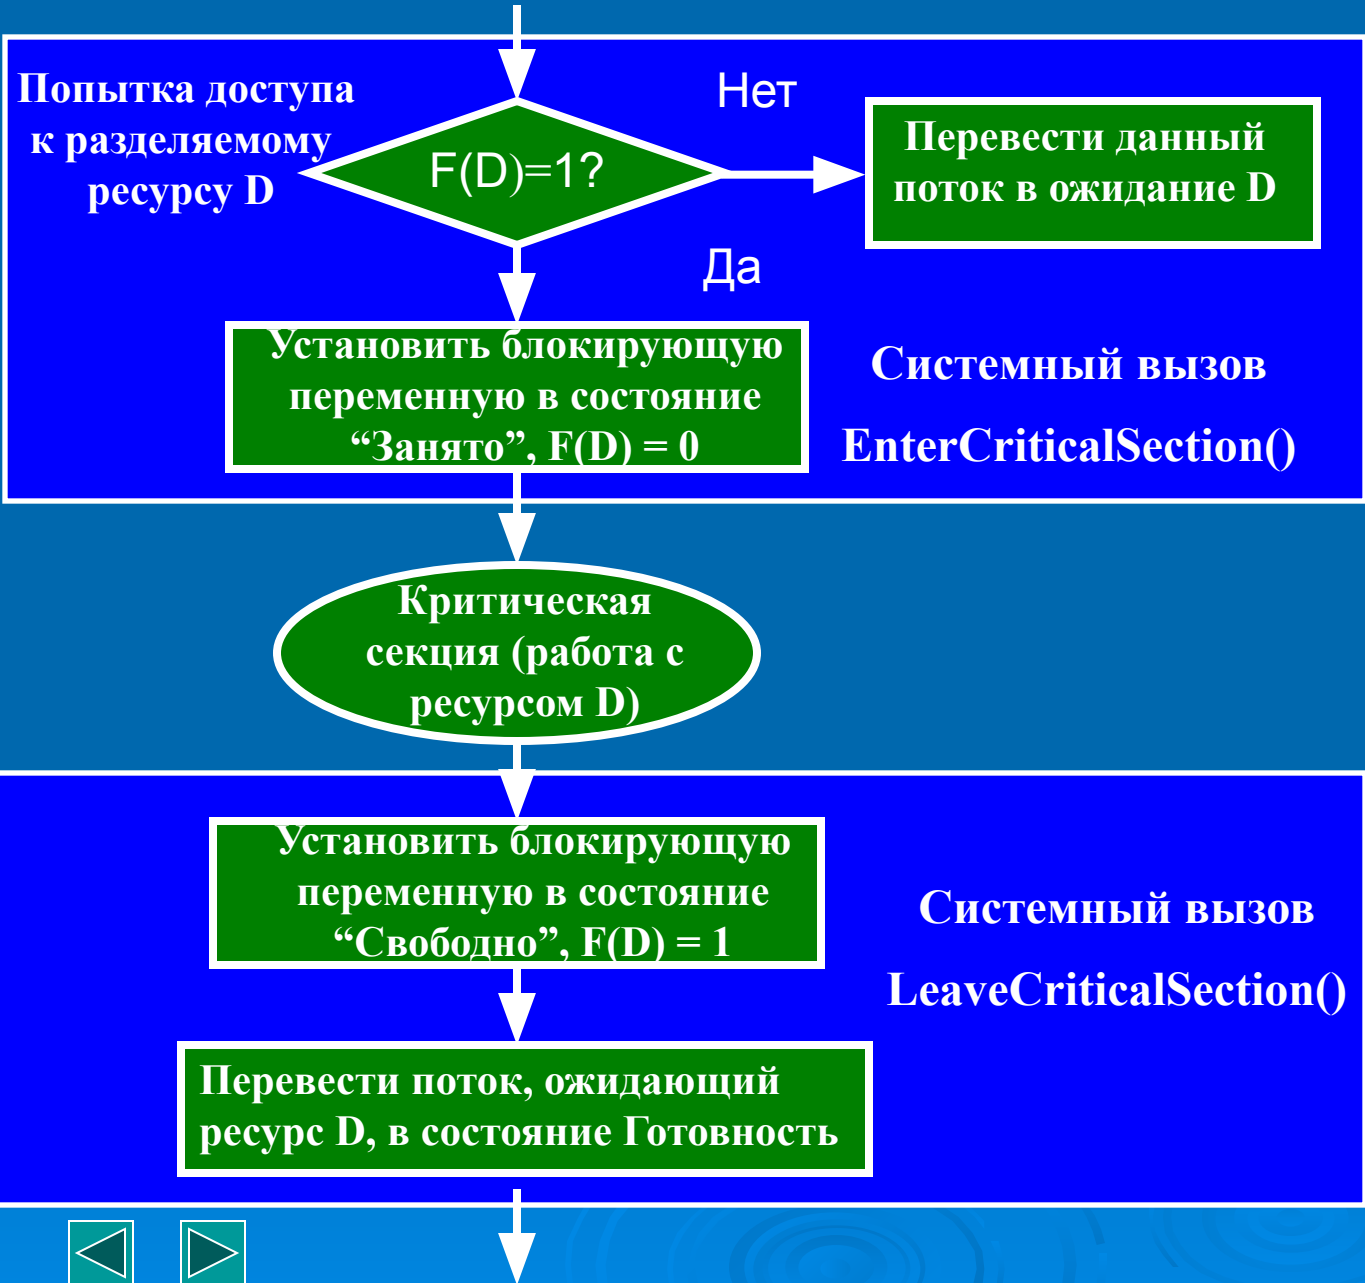 Попытка доступа
к разделяемому
ресурсу D
F(D)=1?
Нет
Перевести данный
поток в ожидание D
Да
Установить блокирующую
переменную в состояние
“Занято”, F(D) = 0
Системный вызов
EnterCriticalSection()
Критическая
секция (работа с
ресурсом D)
Установить блокирующую
переменную в состояние
“Свободно”, F(D) = 1
Системный вызов
LeaveCriticalSection()
Перевести поток, ожидающий
ресурс D, в состояние Готовность